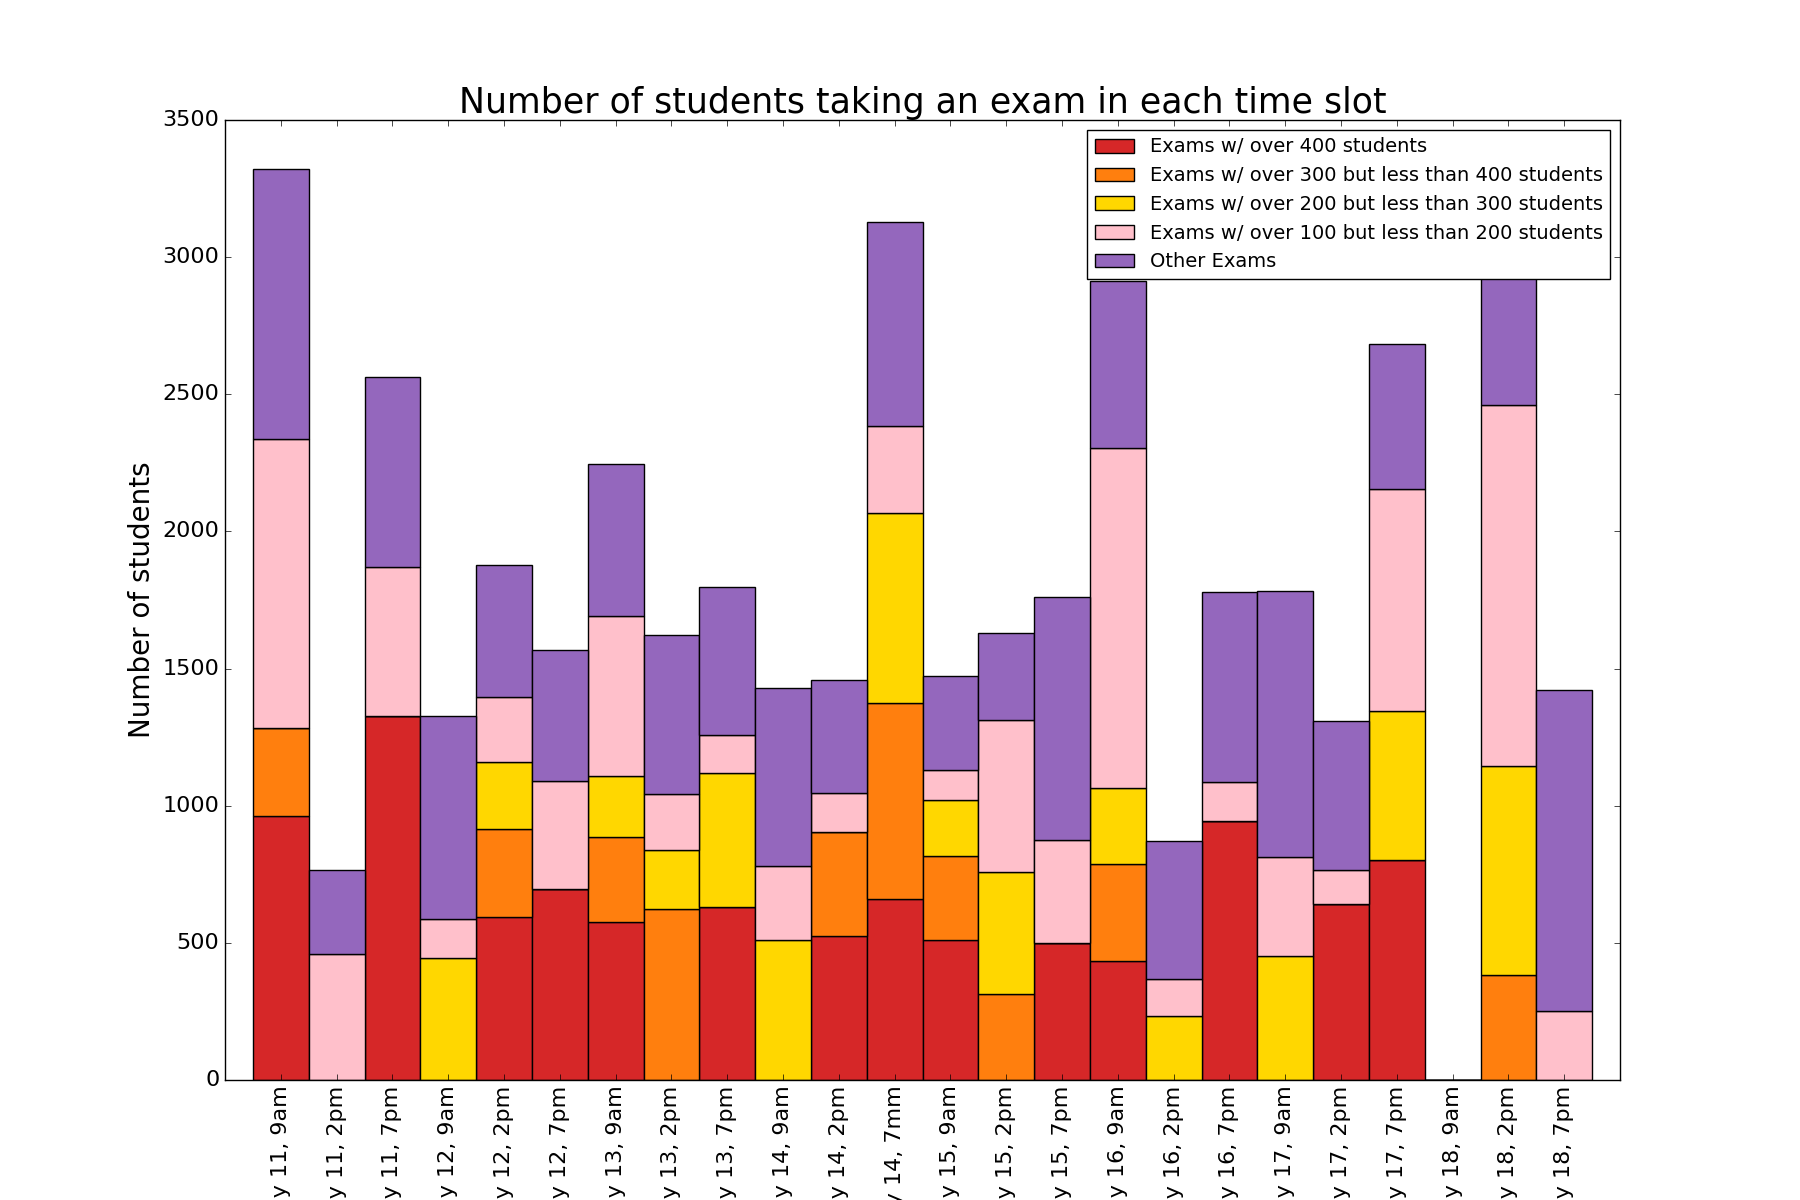 Number of students taking an exam in each time slot
Exams w/ over 400 students
Exams w/ over 300 but less than 400 students
Exams w/ over 200 but less than 300 students
Exams w/ over 100 but less than 200 students
Other Exams
Number of students
3500
3000
2500
2000
1500
1000
500
0
y 11, 9am
y 11, 2pm
y 11, 7pm
y 12, 9am
y 12, 2pm
y 12, 7pm
y 13, 9am
y 13, 2pm
y 13, 7pm
y 14, 9am
y 14, 2pm
y 14, 7mm
y 15, 9am
y 15, 2pm
y 15, 7pm
y 16, 9am
y 16, 2pm
y 16, 7pm
y 17, 9am
y 17, 2pm
y 17, 7pm
y 18, 9am
y 18, 2pm
y 18, 7pm